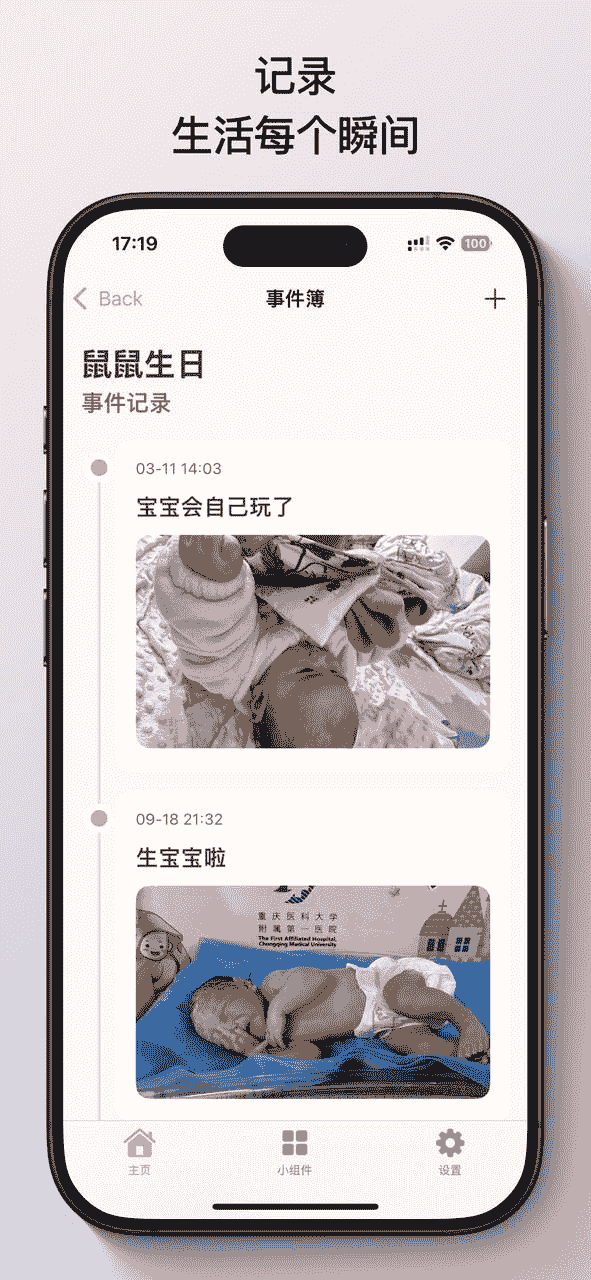 记录
生活每个瞬间
17:19
100
Back
事件簿
鼠鼠生日
事件记录
03-11 14:03
宝宝会自己玩了
09-18 21:32
生宝宝啦
重庆医科大学
附属第一医院
The First Affiliated Hospital,
Chongqing Medical University
主页
小组件
设置